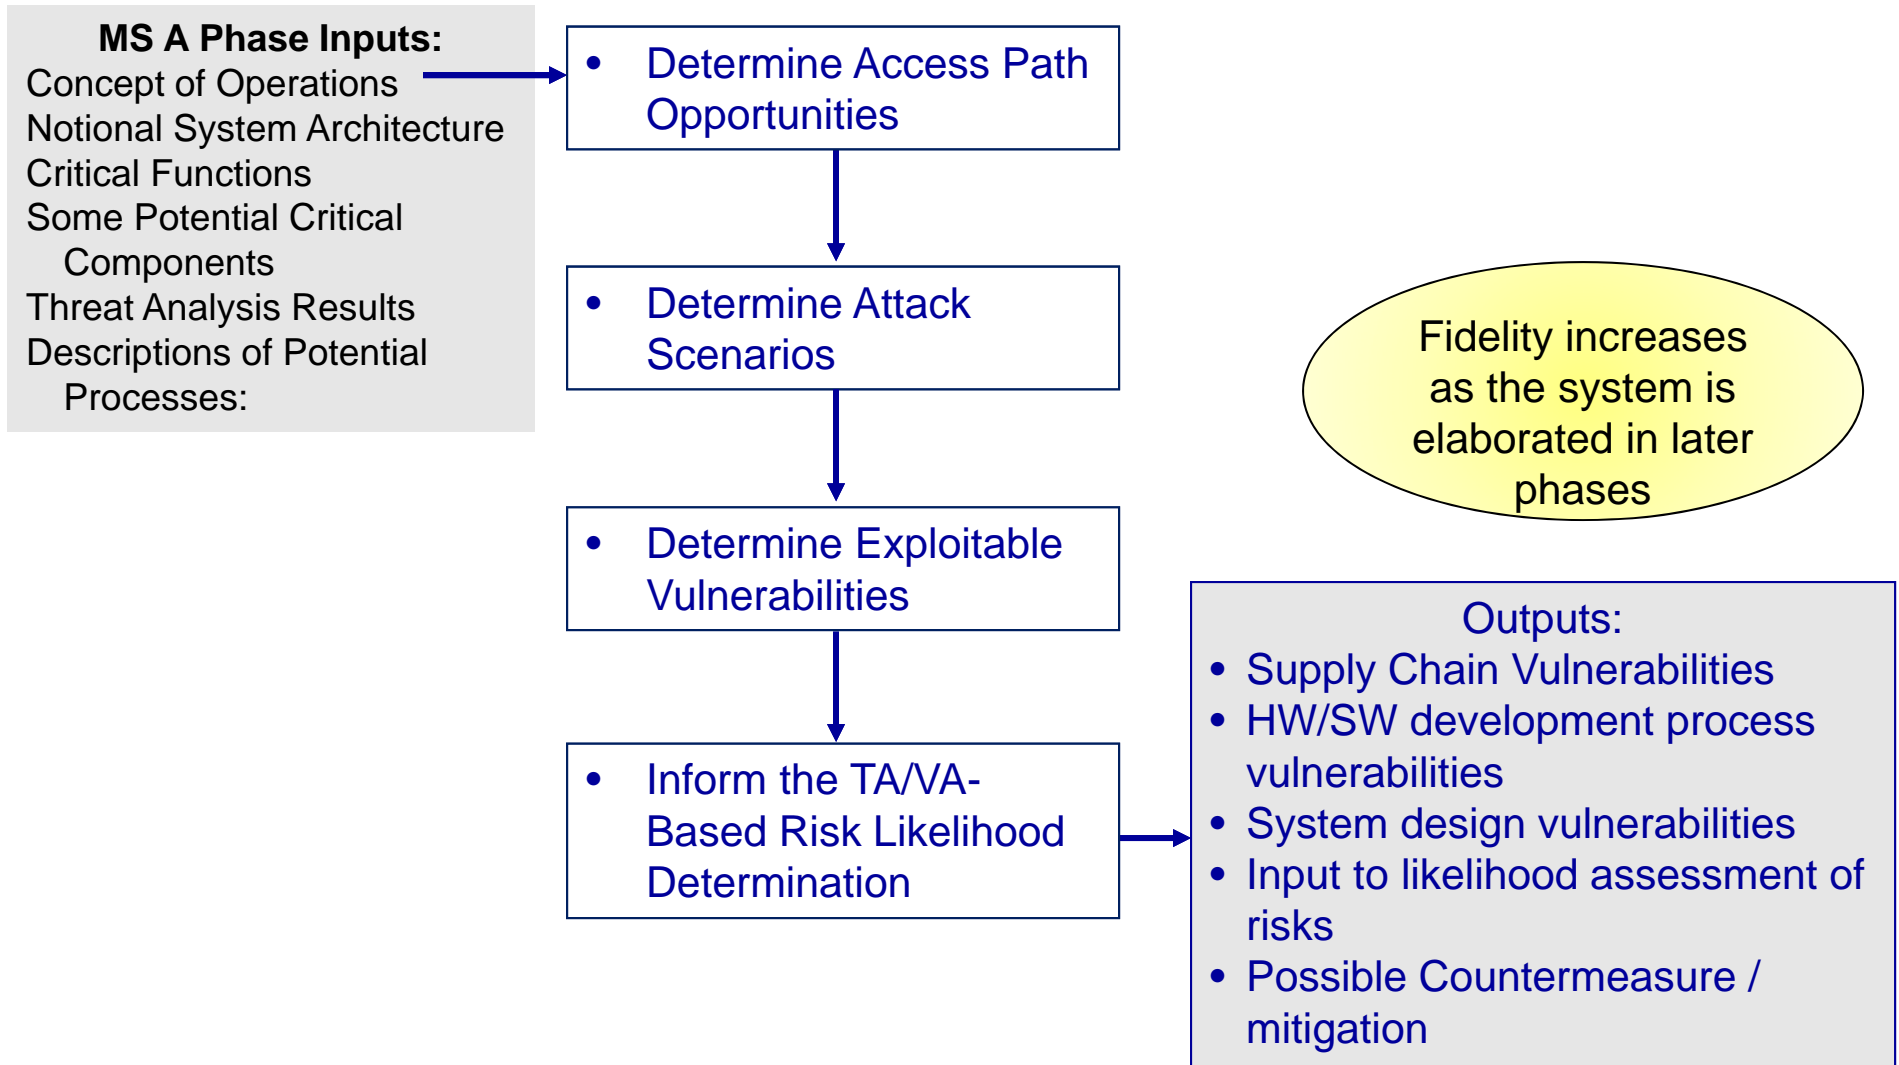 MS A Phase Inputs:
Concept of Operations
Notional System Architecture
Critical Functions
Some Potential Critical
Components
Threat Analysis Results
Descriptions of Potential
Processes:
• Determine Access Path
Opportunities
• Determine Attack
Scenarios
• Determine Exploitable
Vulnerabilities
• Inform the TA/VA-
Based Risk Likelihood
Determination
Fidelity increases
as the system is
elaborated in later
phases
Outputs:
• Supply Chain Vulnerabilities
• HW/SW development process
vulnerabilities
• System design vulnerabilities
• Input to likelihood assessment of
risks
• Possible Countermeasure /
mitigation